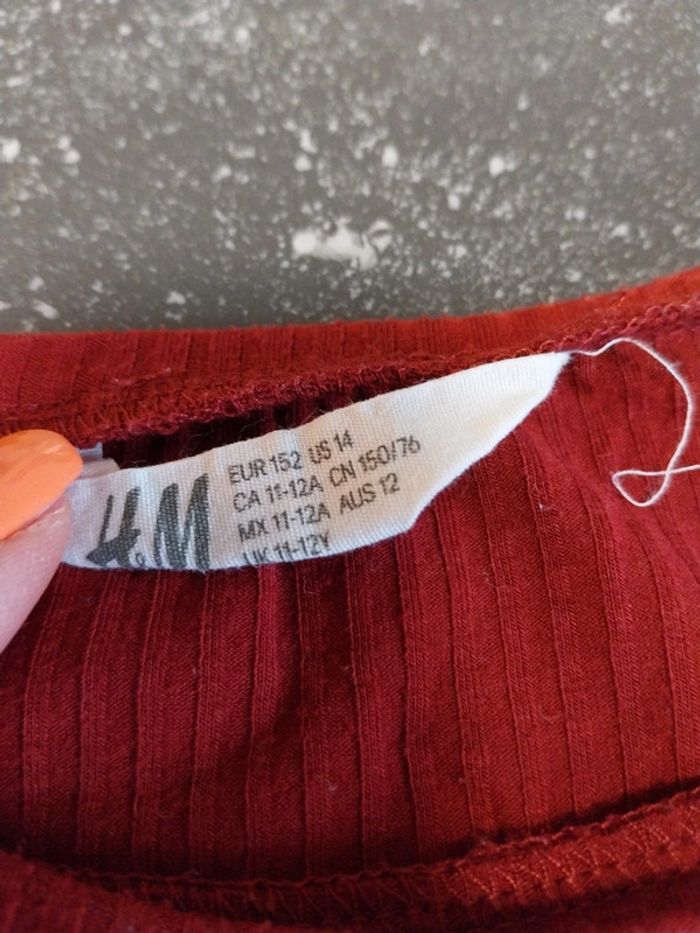 H&M
EUR 152 US 14
CA 11-12A CN 150/76
MX 11-12A AUS 12
UK 11-12Y